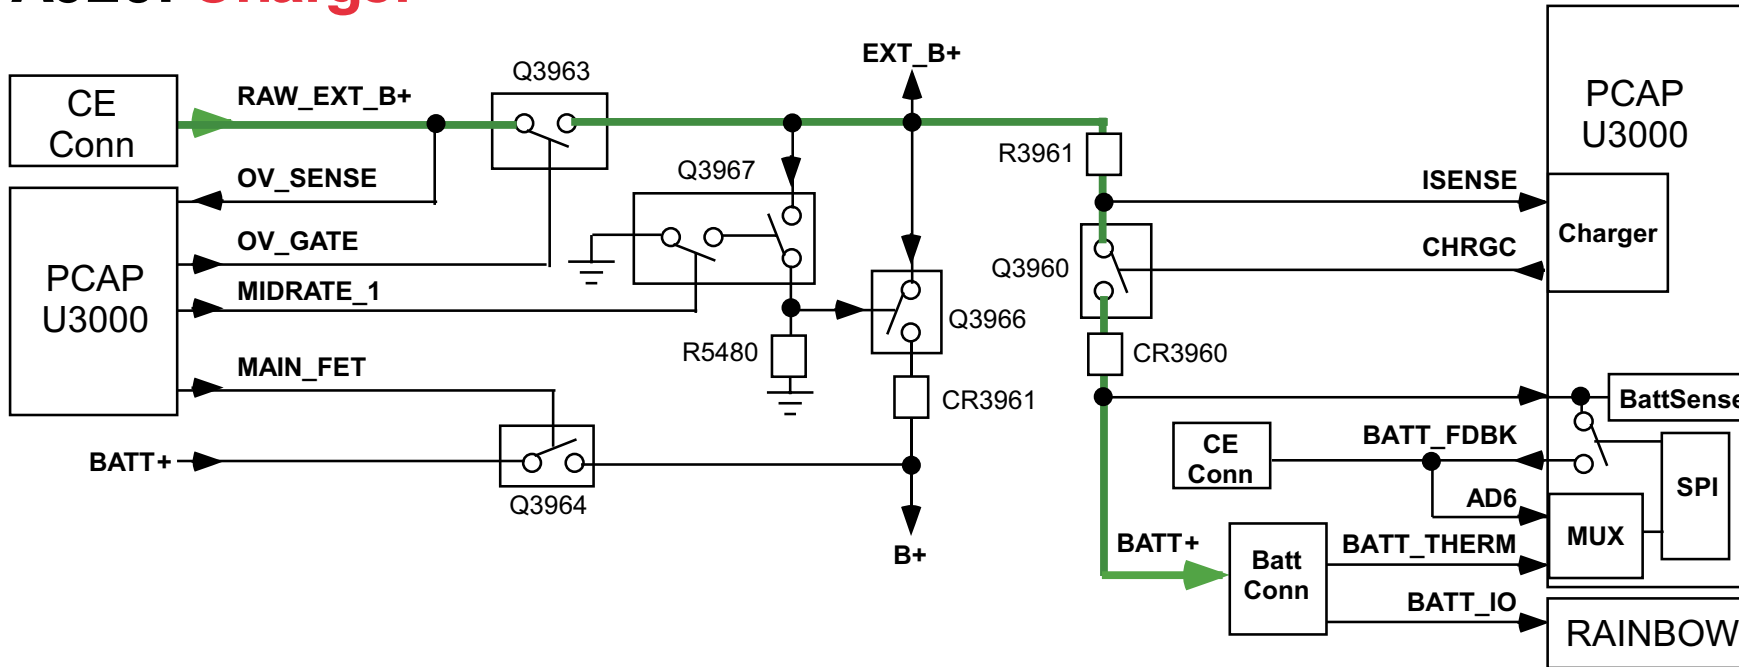 Charger
EXT_B+
Q3963
CE
Conn
RAW_EXT_B+
PCAP
U3000
R3961
Q3967
OV_SENSE
ISENSE
Charger
OV_GATE
CHRGC
Q3960
PCAP
U3000
MIDRATE_1
Q3966
R5480
CR3960
MAIN_FET
CR3961
BattSense
BATT+
Q3964
CE
Conn
BATT_FDBK
SPI
AD6
MUX
B+
BATT+
Batt
Conn
BATT_THERM
BATT_IO
RAINBOW